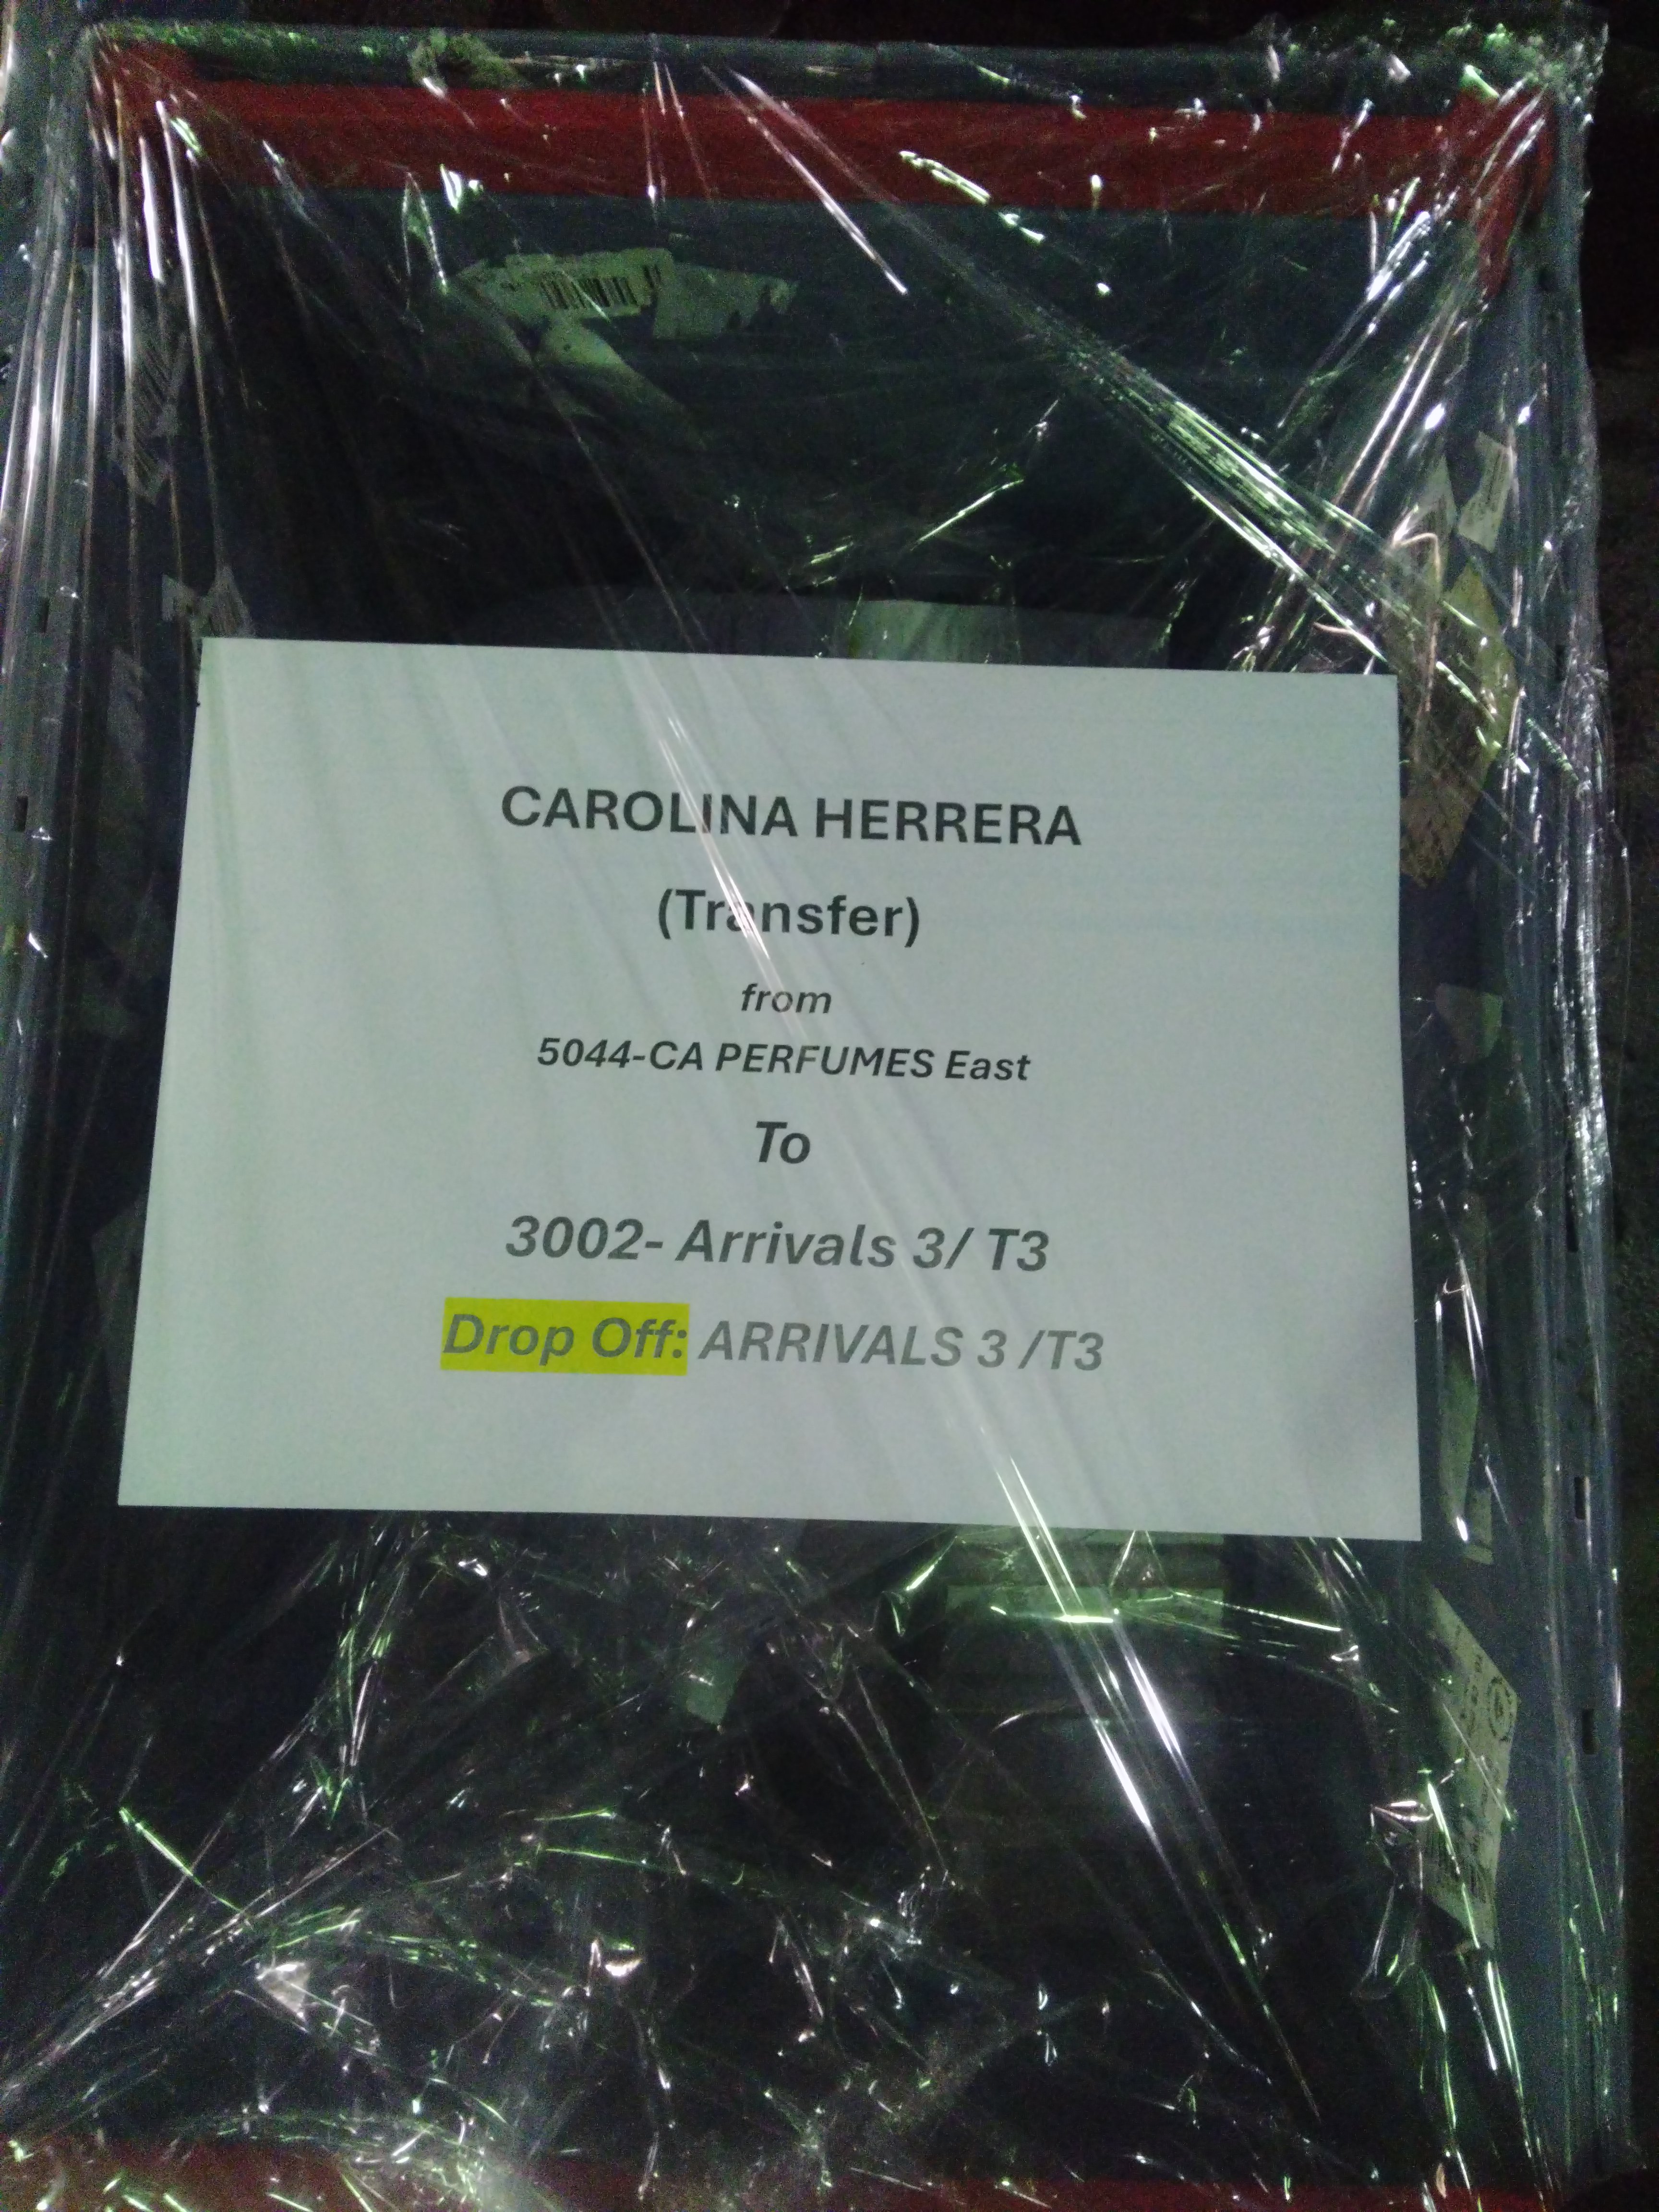 CAROLINA HERRERA
(Transfer)
from
5044-CA PERFUMES East
To
3002- Arrivals 3/ T3
Drop Off: ARRIVALS 3 /T3